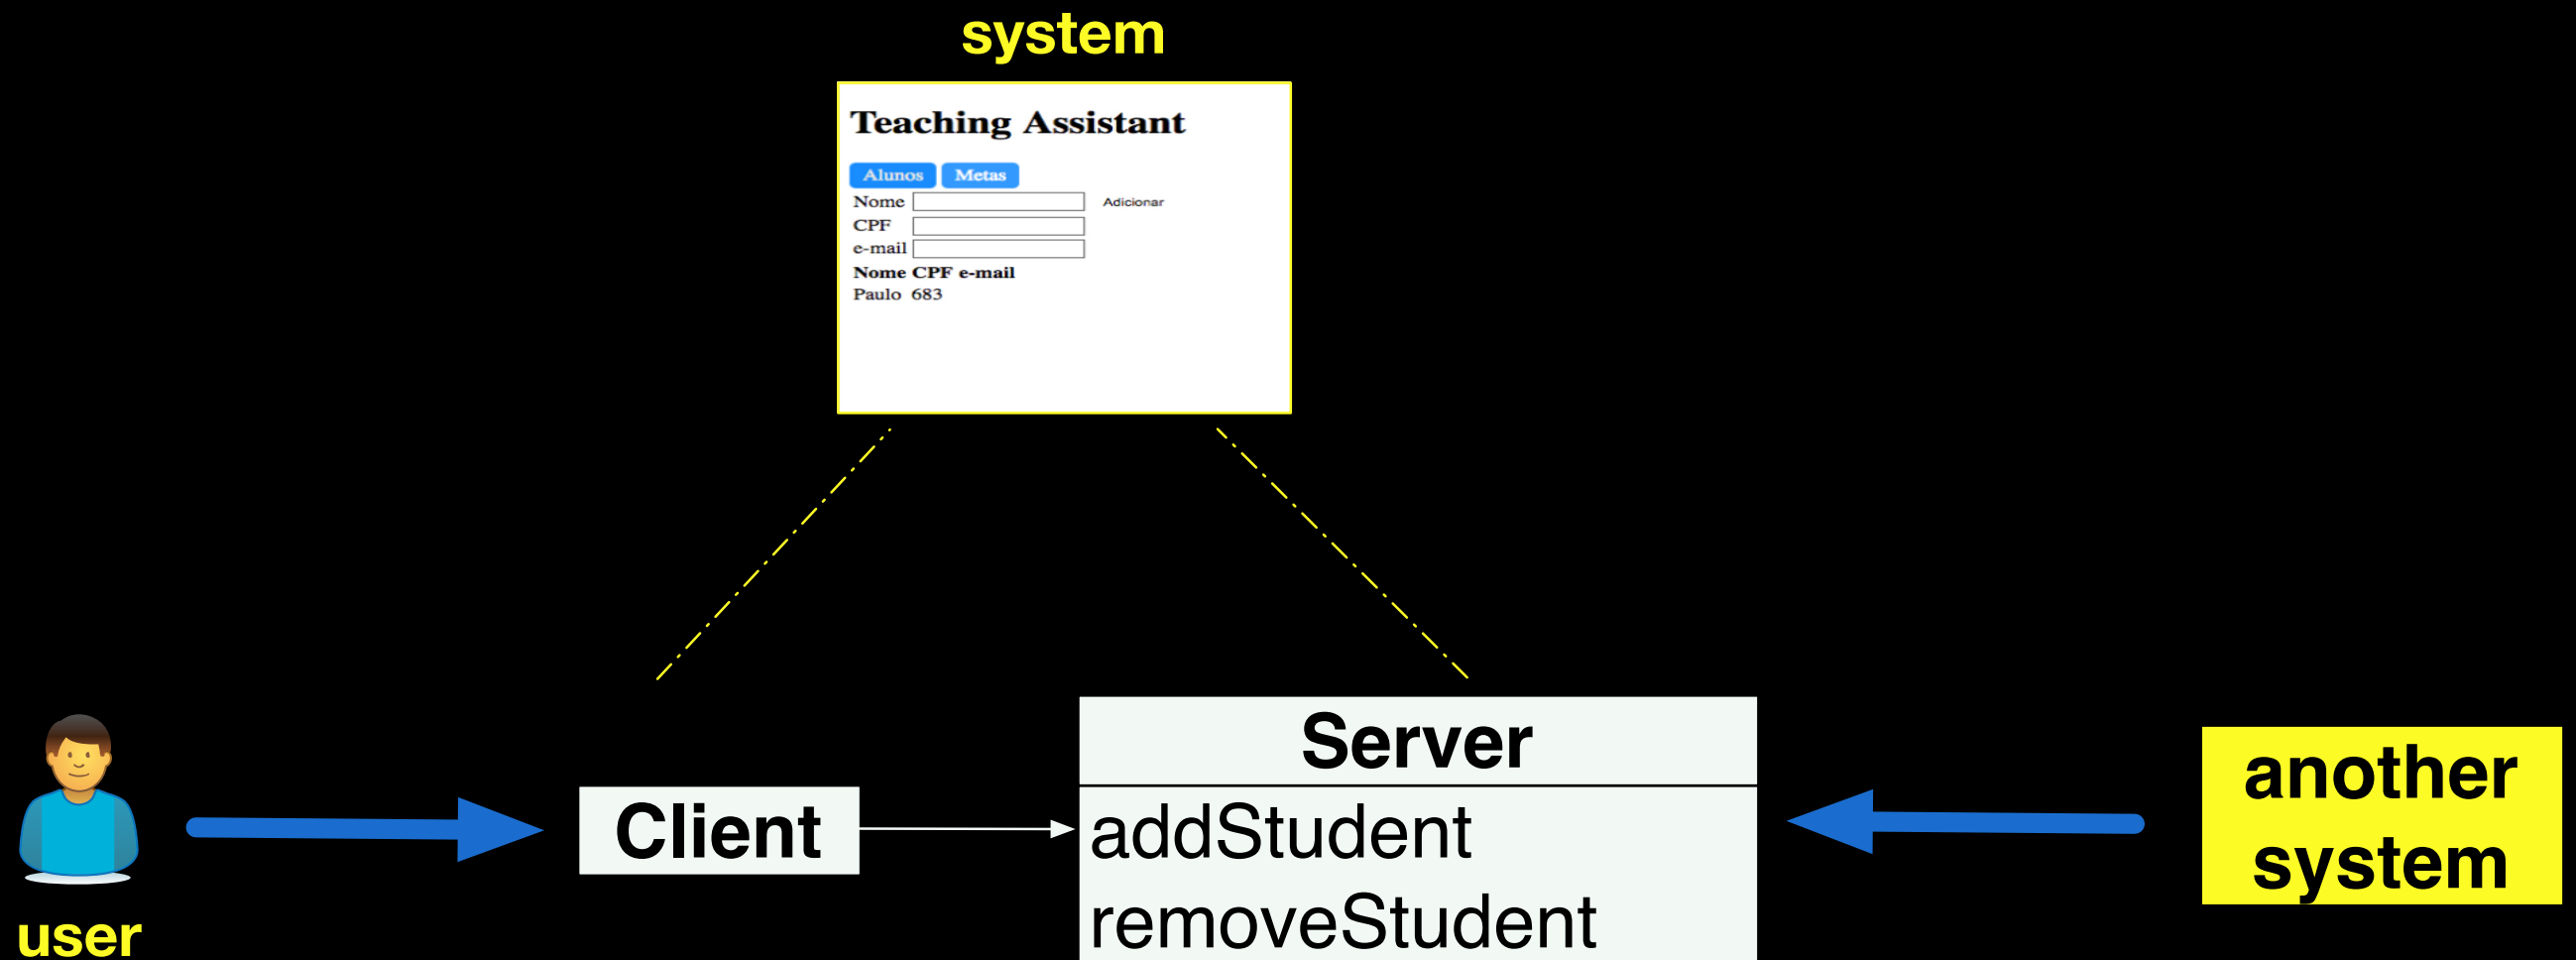 system
Teaching Assistant
Alunos Metas
Nome Adicionar
CPF
e-mail
Nome CPF e-mail
Paulo 683
user
Client
Server
addStudent
removeStudent
another
system